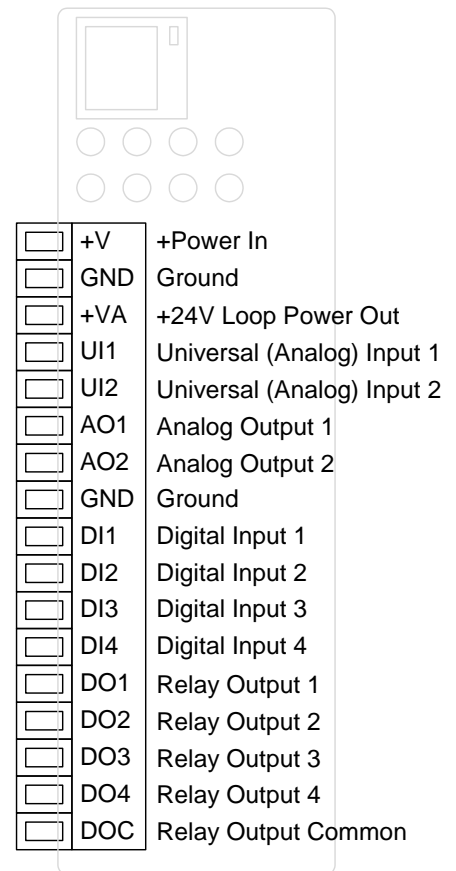 +V +Power In
GND Ground
+VA +24V Loop Power Out
UI1 Universal (Analog) Input 1
UI2 Universal (Analog) Input 2
AO1 Analog Output 1
AO2 Analog Output 2
GND Ground
DI1 Digital Input 1
DI2 Digital Input 2
DI3 Digital Input 3
DI4 Digital Input 4
DO1 Relay Output 1
DO2 Relay Output 2
DO3 Relay Output 3
DO4 Relay Output 4
DOC Relay Output Common